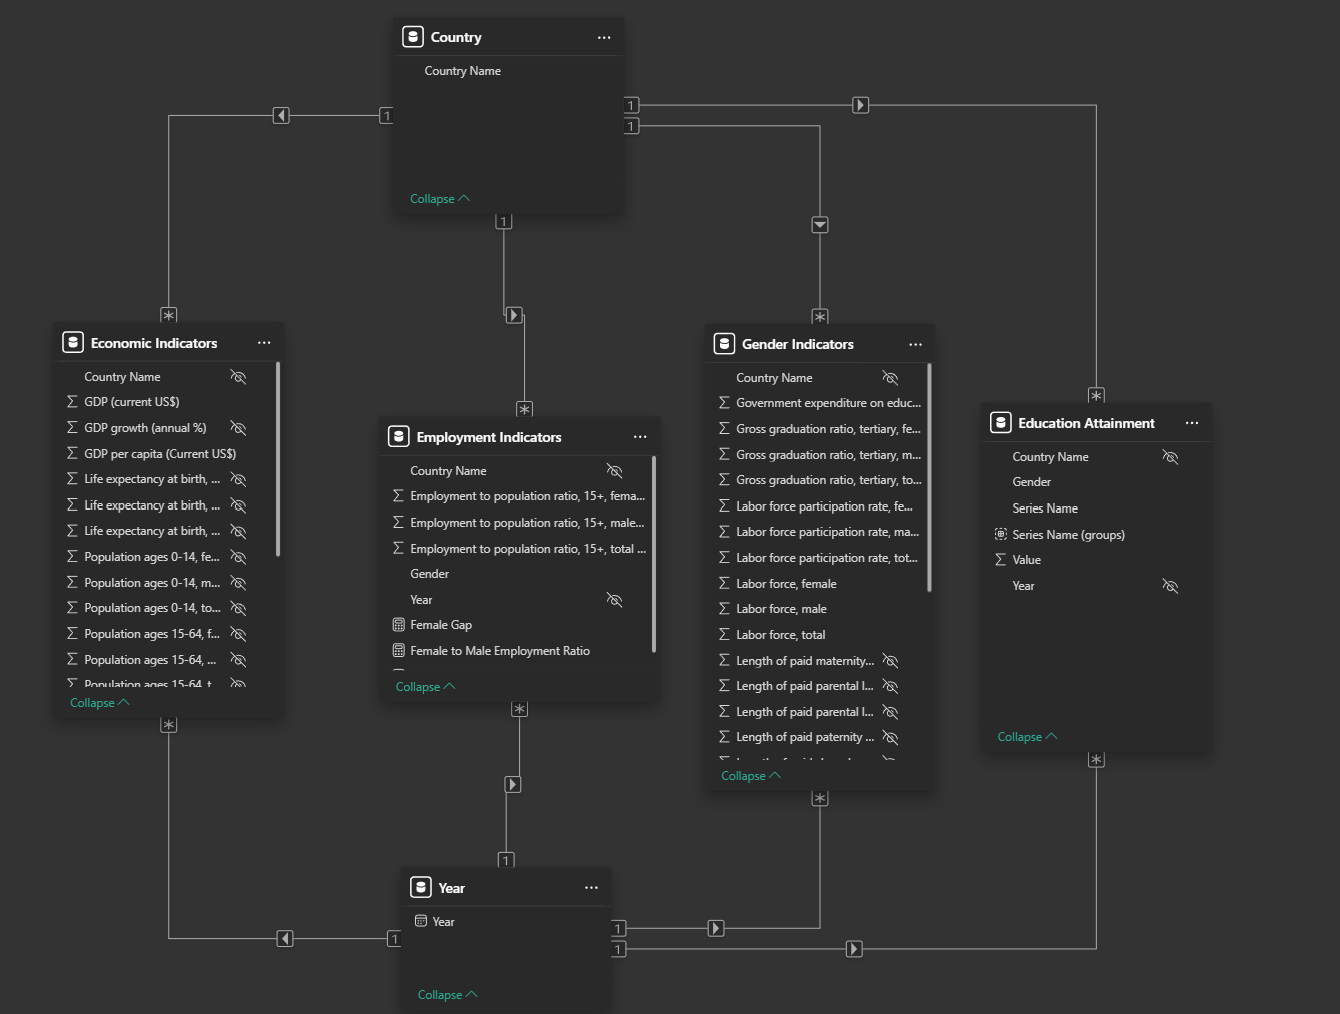 Country
Country Name
Collapse
1
1
1
1
*
*
*
*
Economic Indicators
Country Name
GDP (current US$)
GDP growth (annual %)
GDP per capita (Current US$)
Life expectancy at birth, ...
Life expectancy at birth, ...
Life expectancy at birth, ...
Population ages 0-14, fe...
Population ages 0-14, m...
Population ages 0-14, to...
Population ages 15-64, f...
Population ages 15-64, ...
Population ages 15-64, t...
Collapse
*
Employment Indicators
Country Name
Employment to population ratio, 15+, fema...
Employment to population ratio, 15+, male...
Employment to population ratio, 15+, total ...
Gender
Year
Female Gap
Female to Male Employment Ratio
Collapse
*
Gender Indicators
Country Name
Government expenditure on educ...
Gross graduation ratio, tertiary, fe...
Gross graduation ratio, tertiary, m...
Gross graduation ratio, tertiary, to...
Labor force participation rate, fe...
Labor force participation rate, ma...
Labor force participation rate, tot...
Labor force, female
Labor force, male
Labor force, total
Length of paid maternity...
Length of paid parental l...
Length of paid parental l...
Length of paid paternity ...
Collapse
*
Education Attainment
Country Name
Gender
Series Name
Series Name (groups)
Value
Year
Collapse
*
1
1
1
1
Year
Year
Collapse